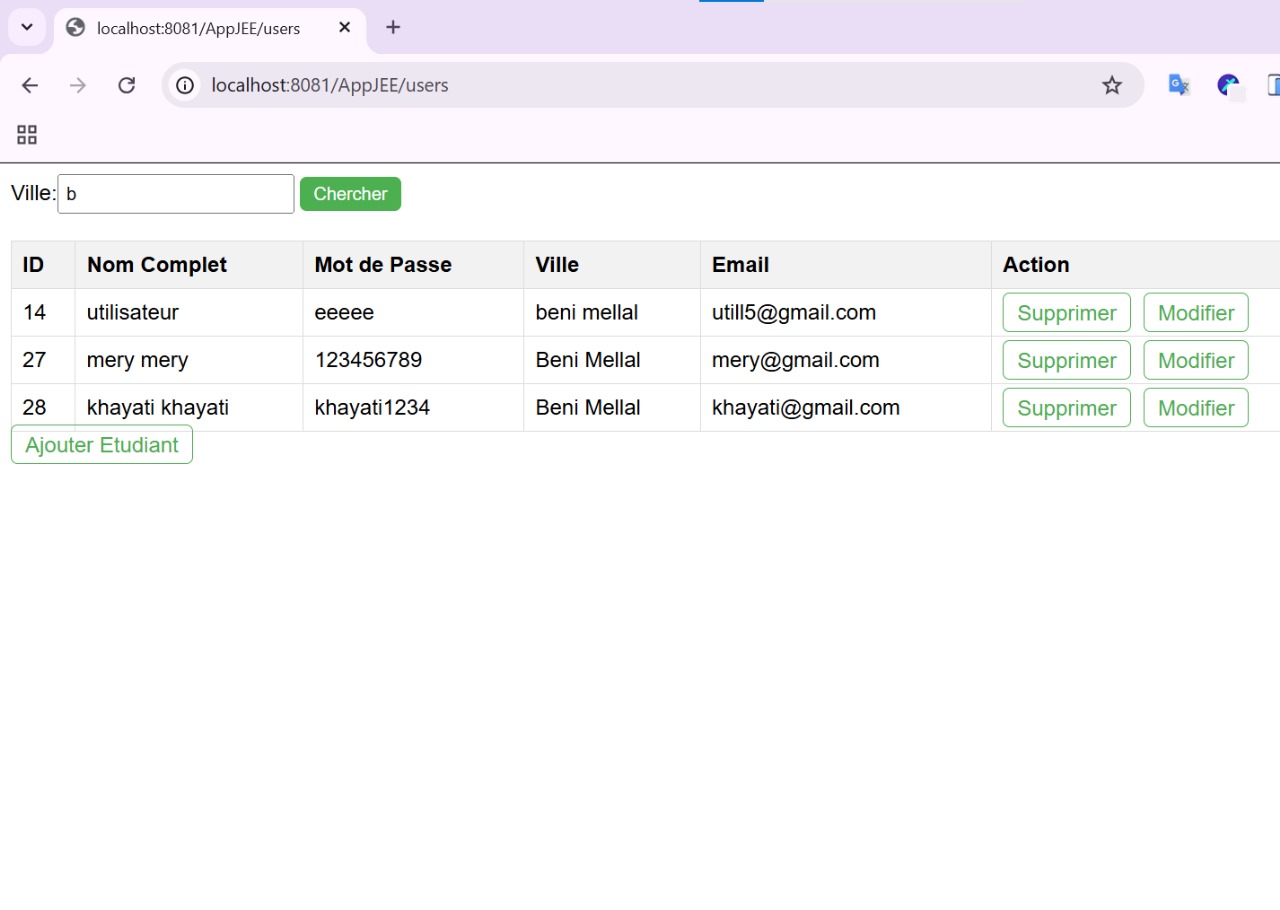 localhost:8081/AppJEE/users
localhost:8081/AppJEE/users
Ville: b Chercher
ID Nom Complet Mot de Passe Ville Email Action
14 utilisateur eeeee beni mellal utill5@gmail.com Supprimer Modifier
27 mery mery 123456789 Beni Mellal mery@gmail.com Supprimer Modifier
28 khayati khayati khayati1234 Beni Mellal khayati@gmail.com Supprimer Modifier
Ajouter Etudiant